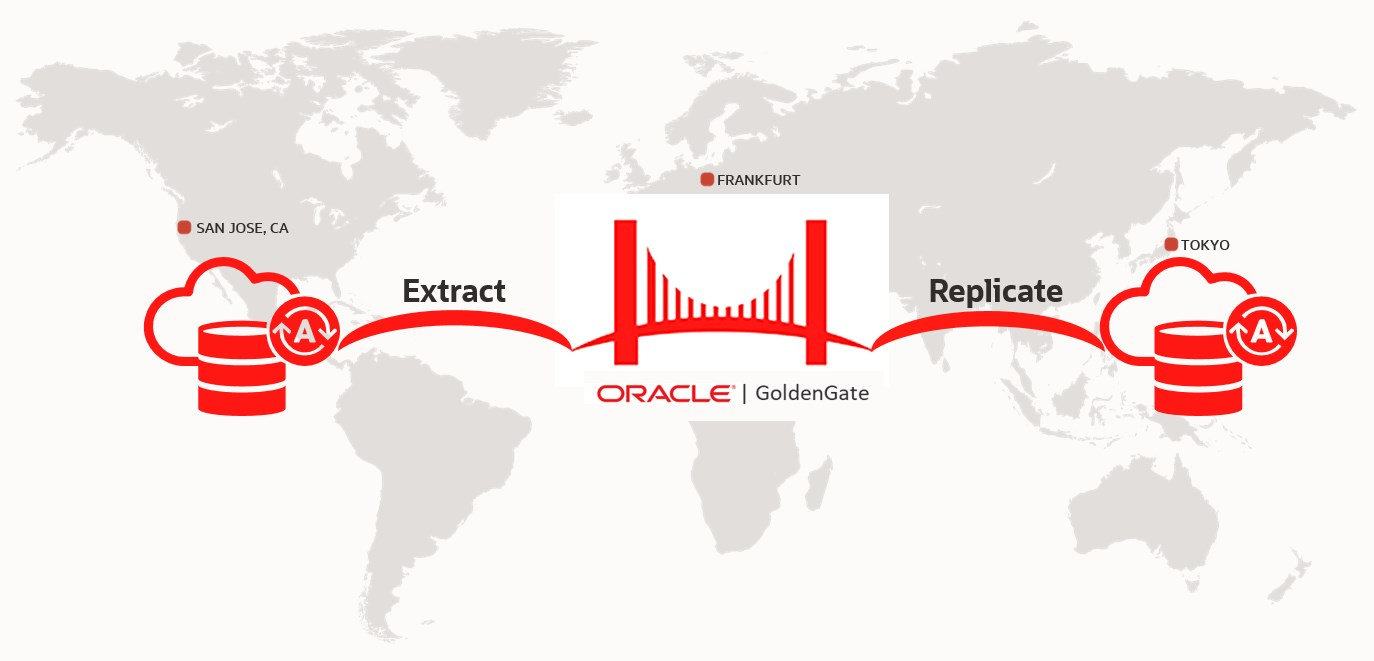 FRANKFURT
SAN JOSE, CA
TOKYO
Extract
Replicate
A
A
ORACLE® | GoldenGate